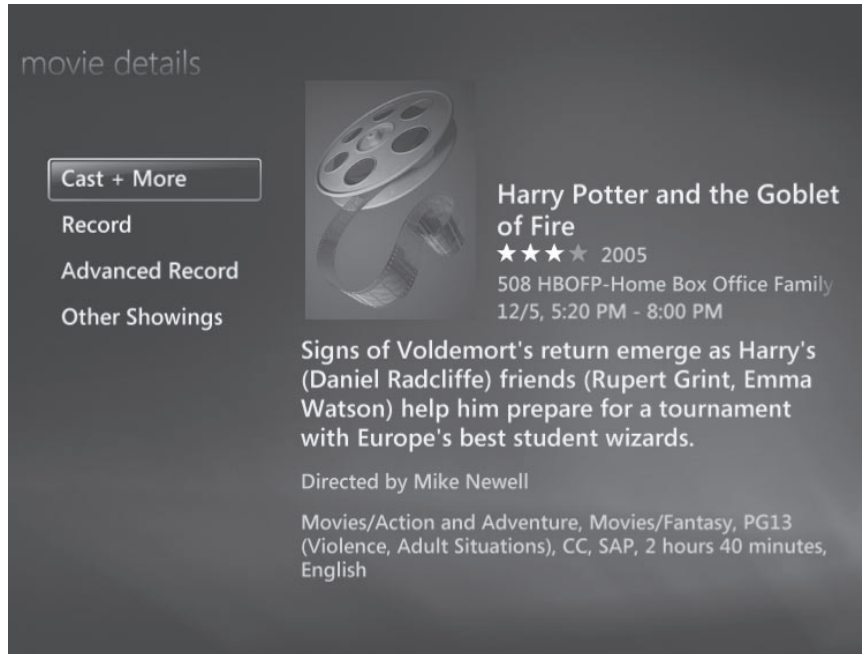 movie details
Cast + More
Record
Advanced Record
Other Showings
Harry Potter and the Goblet
of Fire
2005
508 HBOFP-Home Box Office Family
12/5, 5:20 PM - 8:00 PM
Signs of Voldemort's return emerge as Harry's
(Daniel Radcliffe) friends (Rupert Grint, Emma
Watson) help him prepare for a tournament
with Europe's best student wizards.
Directed by Mike Newell
Movies/Action and Adventure, Movies/Fantasy, PG13
(Violence, Adult Situations), CC, SAP, 2 hours 40 minutes,
English